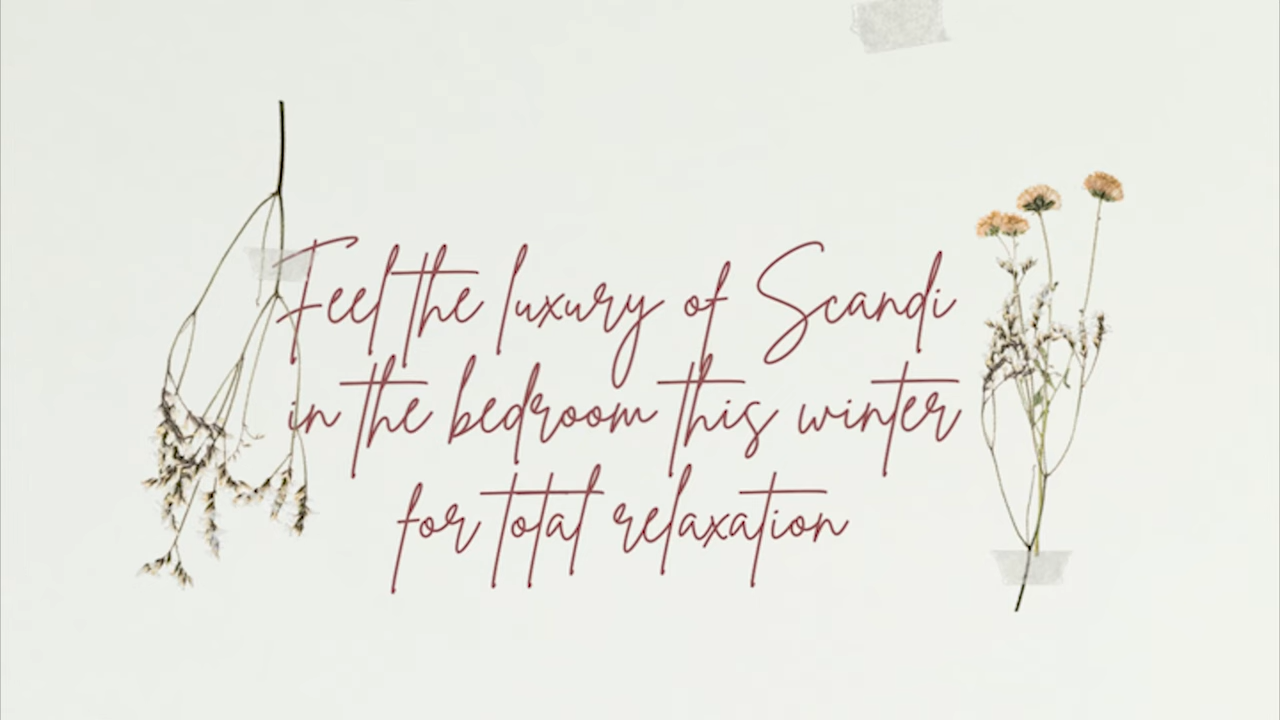 Feel the luxury of Scandi
in the bedroom this winter
for total relaxation